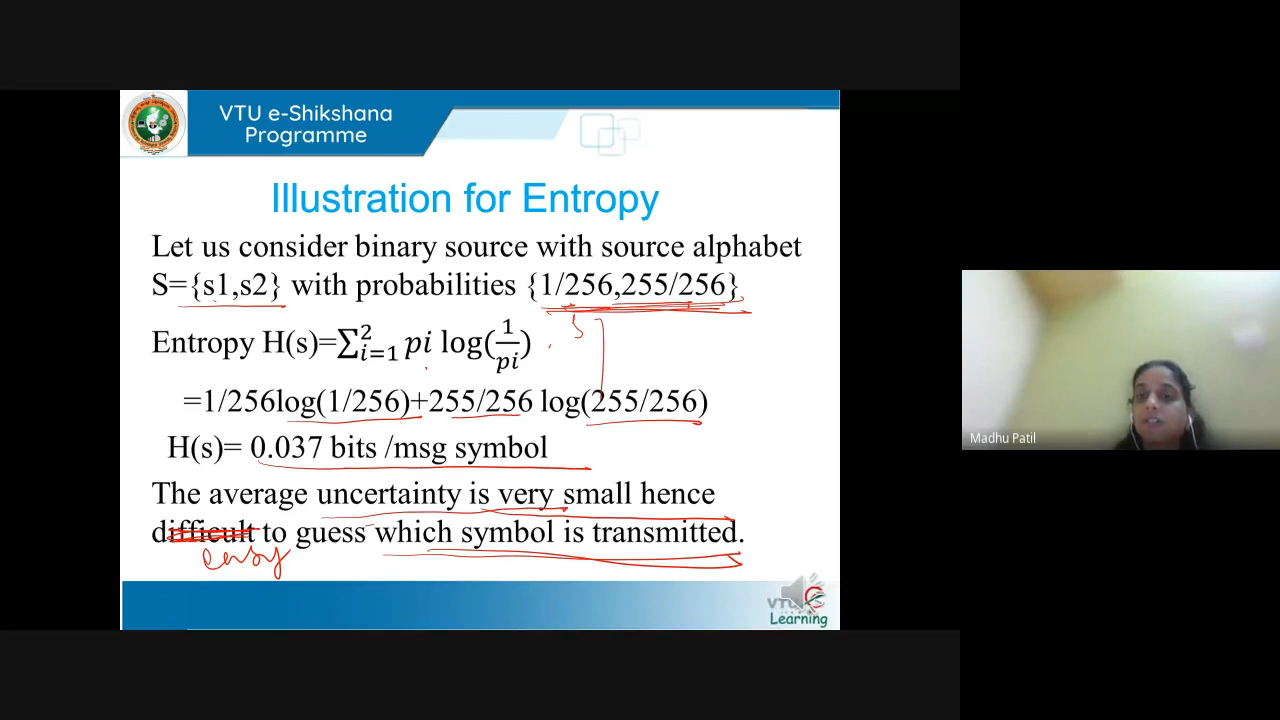 VTU e-Shikshana
Programme
Illustration for Entropy
Let us consider binary source with source alphabet
S={s1,s2} with probabilities {1/256,255/256}
Entropy H(s)=∑²ᵢ₌₁ pi log(1/pi)
=1/256log(1/256)+255/256 log(255/256)
H(s)= 0.037 bits /msg symbol
The average uncertainty is very small hence
difficult to guess which symbol is transmitted.
easy
VTU
Learning
Madhu Patil